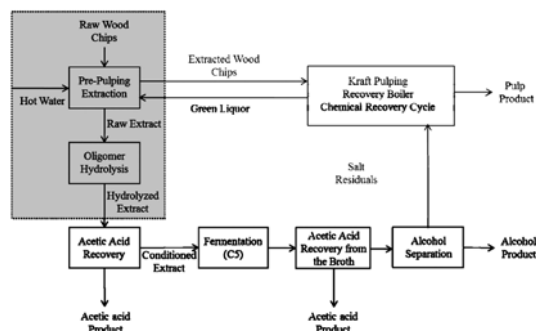 Raw Wood
Chips
Pre-Pulping
Extraction
Hot Water
Extracted Wood
Chips
Green Liquor
Kraft Pulping
Recovery Boiler
Chemical Recovery Cycle
Pulp
Product
Raw Extract
Oligomer
Hydrolysis
Hydrolyzed
Extract
Salt
Residuals
Acetic Acid
Recovery
Conditioned
Extract
Fermentation
(C5)
Acetic Acid
Recovery from
the Broth
Alcohol
Separation
Alcohol
Product
Acetic acid
Product
Acetic acid
Product